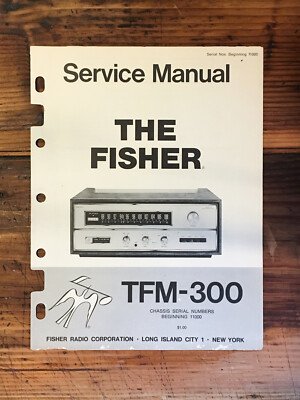 Serial Nos. Beginning 11000
Service Manual
THE
FISHER
TFM-300
CHASSIS SERIAL NUMBERS
BEGINNING 11000
$1.00
FISHER RADIO CORPORATION · LONG ISLAND CITY 1 · NEW YORK